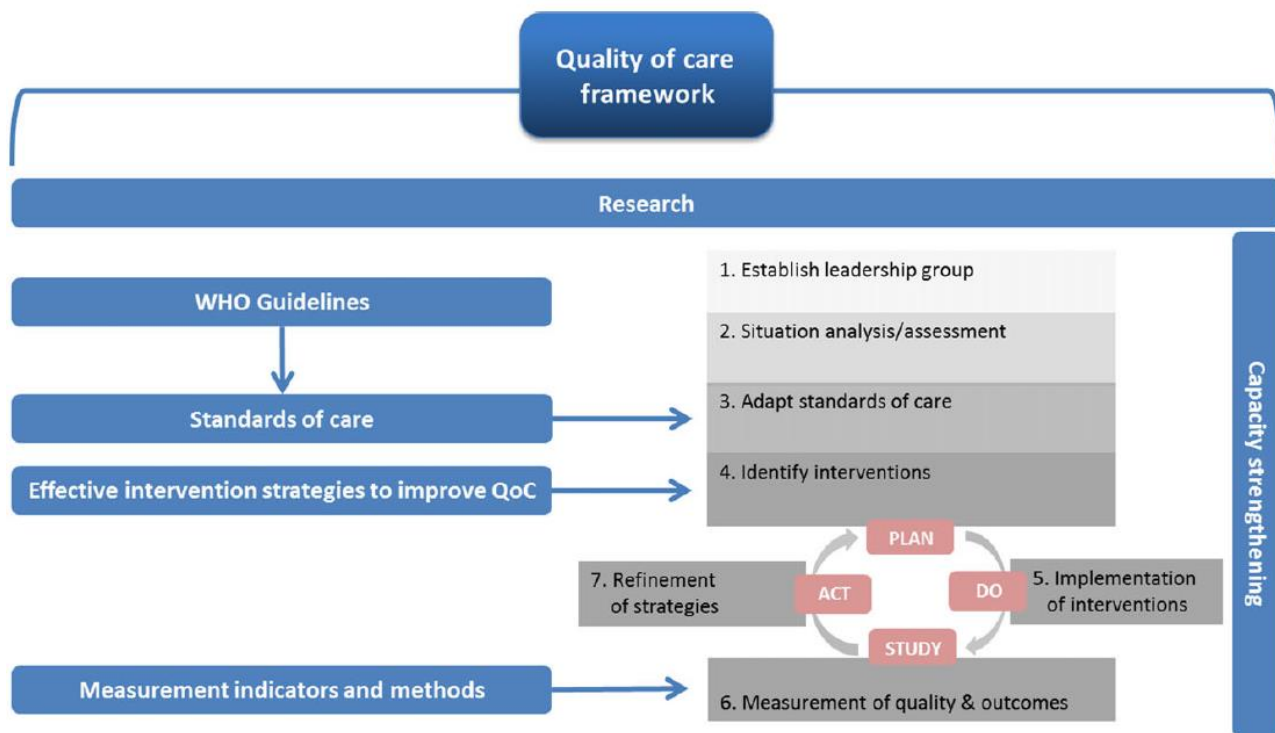 Quality of care
framework
Research
WHO Guidelines
Standards of care
Effective intervention strategies to improve QoC
Measurement indicators and methods
1. Establish leadership group
2. Situation analysis/assessment
3. Adapt standards of care
4. Identify interventions
PLAN
7. Refinement
of strategies
ACT
DO
5. Implementation
of interventions
STUDY
6. Measurement of quality & outcomes
Capacity strengthening